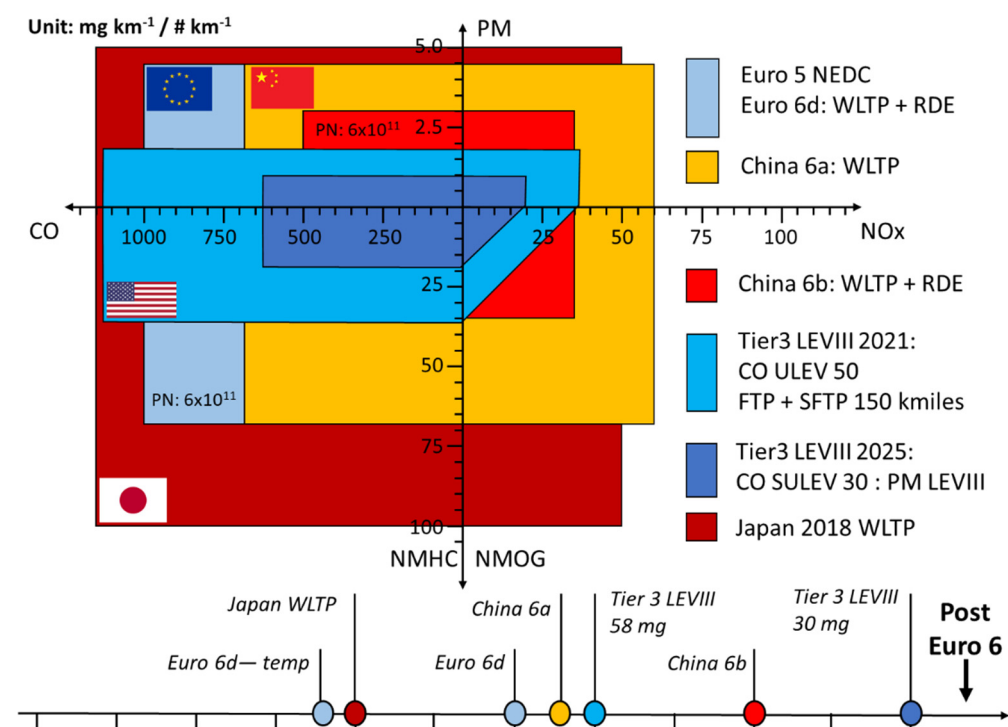 Unit: mg km-1 / # km-1
PM
5.0
Euro 5 NEDC
Euro 6d: WLTP + RDE
PN: 6x1011
2.5
China 6a: WLTP
CO
1000
750
500
250
25
50
75
100
NOx
25
China 6b: WLTP + RDE
Tier3 LEVIII 2021:
CO ULEV 50
FTP + SFTP 150 kmiles
50
PN: 6x1011
75
Tier3 LEVIII 2025:
CO SULEV 30 : PM LEVIII
100
Japan 2018 WLTP
NMHC
NMOG
Japan WLTP
China 6a
Tier 3 LEVIII
58 mg
Tier 3 LEVIII
30 mg
Post
Euro 6
Euro 6d— temp
Euro 6d
China 6b